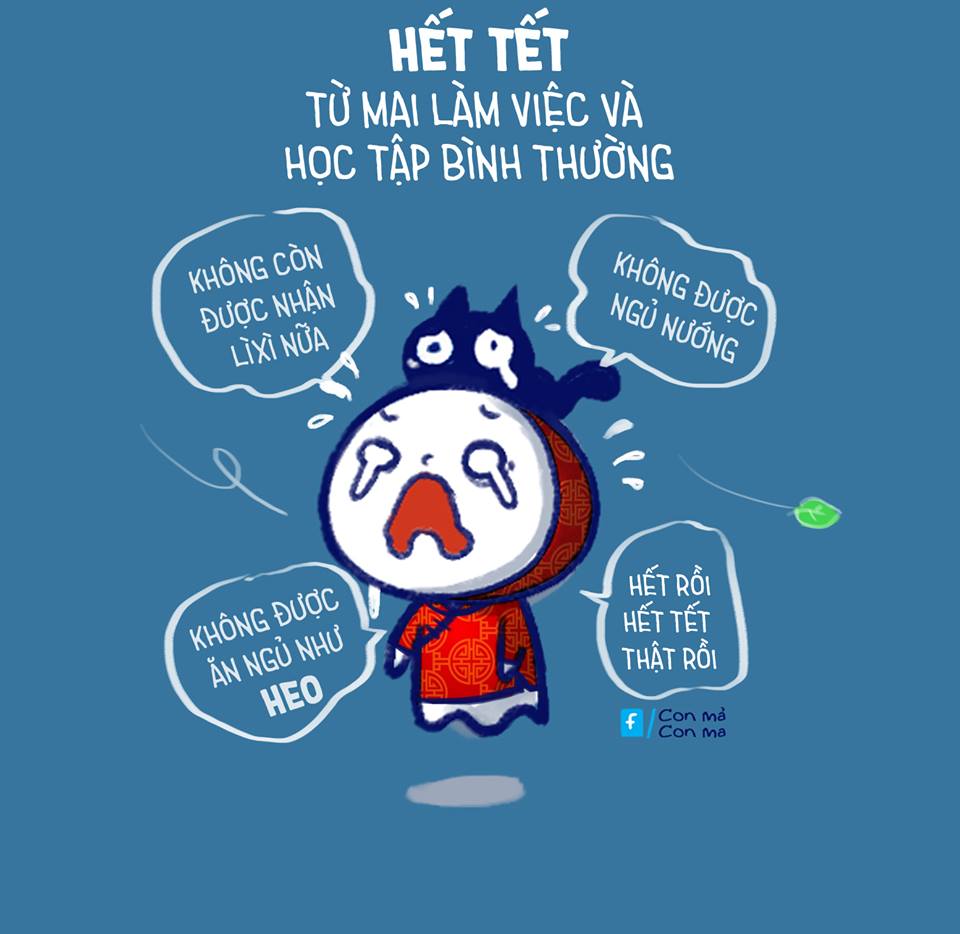 HẾT TẾT
TỪ MAI LÀM VIỆC VÀ
HỌC TẬP BÌNH THƯỜNG
KHÔNG CÒN
ĐƯỢC NHẬN
LÌXÌ NỮA
KHÔNG ĐƯỢC
NGỦ NƯỚNG
KHÔNG ĐƯỢC
ĂN NGỦ NHƯ
HEO
HẾT RỒI
HẾT TẾT
THẬT RỒI
f/Con mả
Con ma